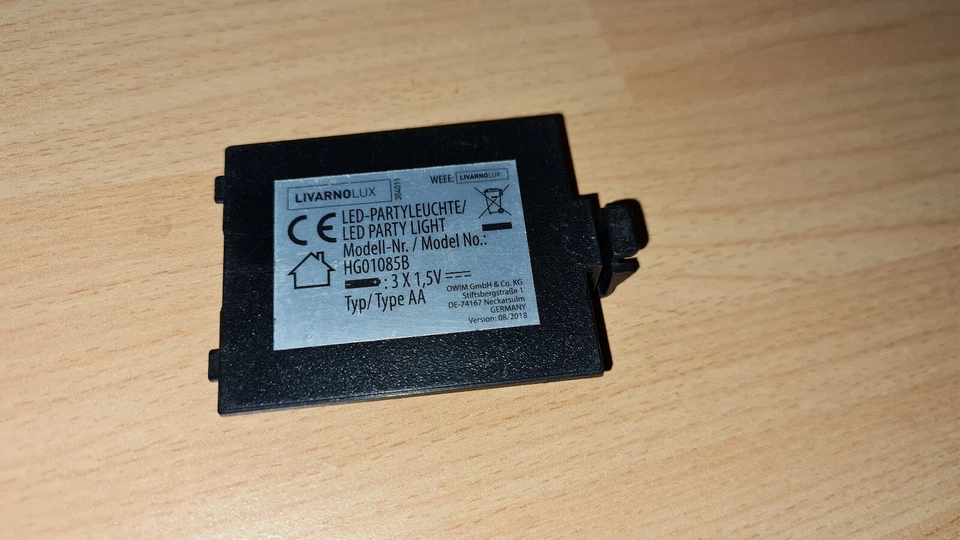 LIVARNOLUX
304011
WEEE: LIVARNOLUX
CE
LED-PARTYLEUCHTE/
LED PARTY LIGHT
Modell-Nr. / Model No.:
HG01085B
: 3 X 1,5V
Typ/Type AA
OWIM GmbH & Co. KG
Stiftsbergstraße 1
DE-74167 Neckarsulm
GERMANY
Version: 08/2018